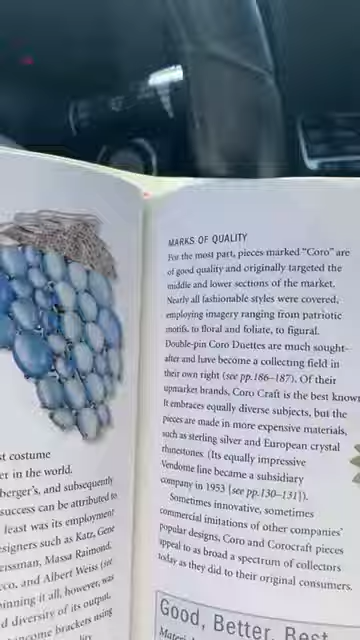 st costume
er in the world.
berger's, and subsequently
success can be attributed to
least was its employment
esigners such as Katz, Gene
eissman, Massa Raimond,
eco, and Albert Weiss (see
inning it all, however, was
d diversity of its output,
income brackets using
MARKS OF QUALITY
For the most part, pieces marked "Coro" are
of good quality and originally targeted the
middle and lower sections of the market.
Nearly all fashionable styles were covered,
employing imagery ranging from patriotic
motifs, to floral and foliate, to figural.
Double-pin Coro Duettes are much sought-
after and have become a collecting field in
their own right (see pp.186–187). Of their
upmarket brands, Coro Craft is the best known
It embraces equally diverse subjects, but the
pieces are made in more expensive materials,
such as sterling silver and European crystal
rhinestones. (Its equally impressive
Vendome line became a subsidiary
company in 1953 [see pp.130–131]).
Sometimes innovative, sometimes
commercial imitations of other companies'
popular designs, Coro and Corocraft pieces
appeal to as broad a spectrum of collectors
today as they did to their original consumers.
Good, Better, Best